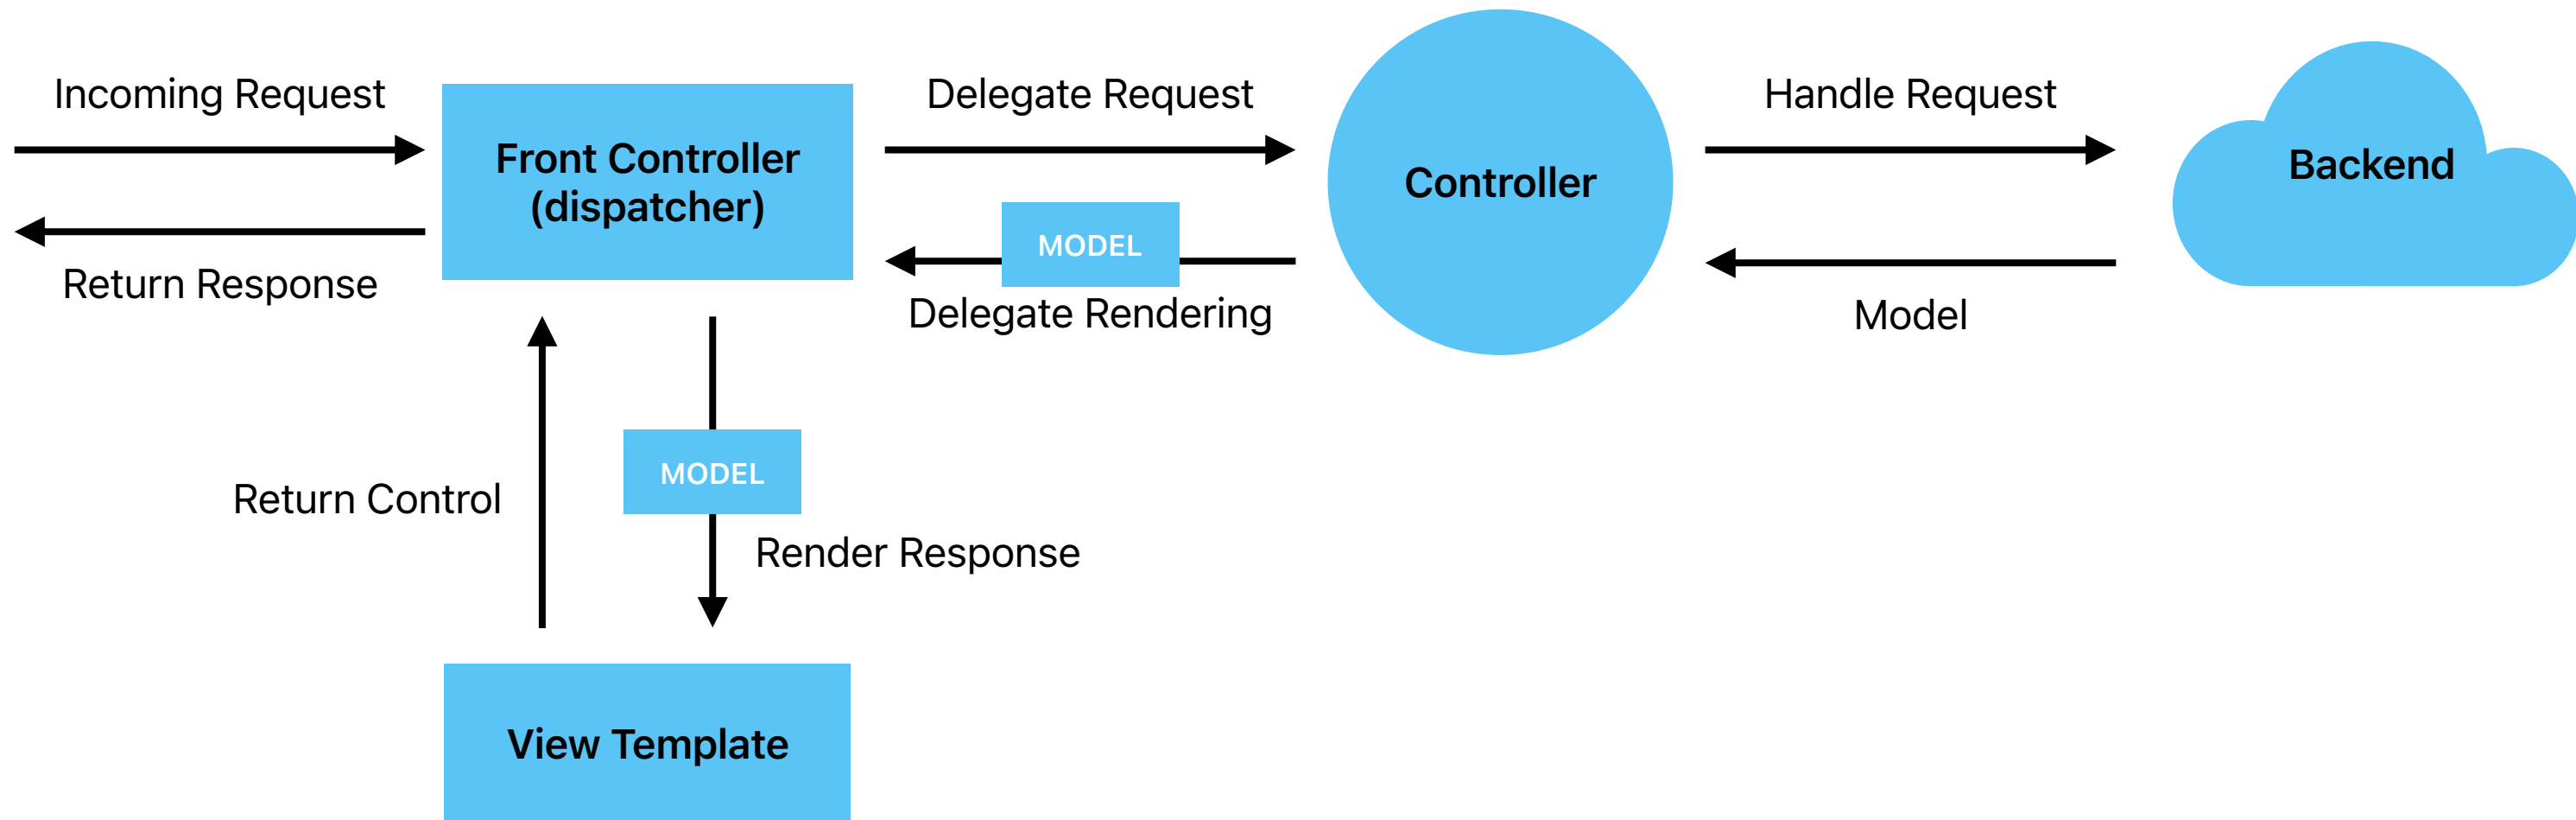 Incoming Request
Return Response
Front Controller
(dispatcher)
Delegate Request
MODEL
Delegate Rendering
Controller
Handle Request
Model
Backend
Return Control
MODEL
Render Response
View Template